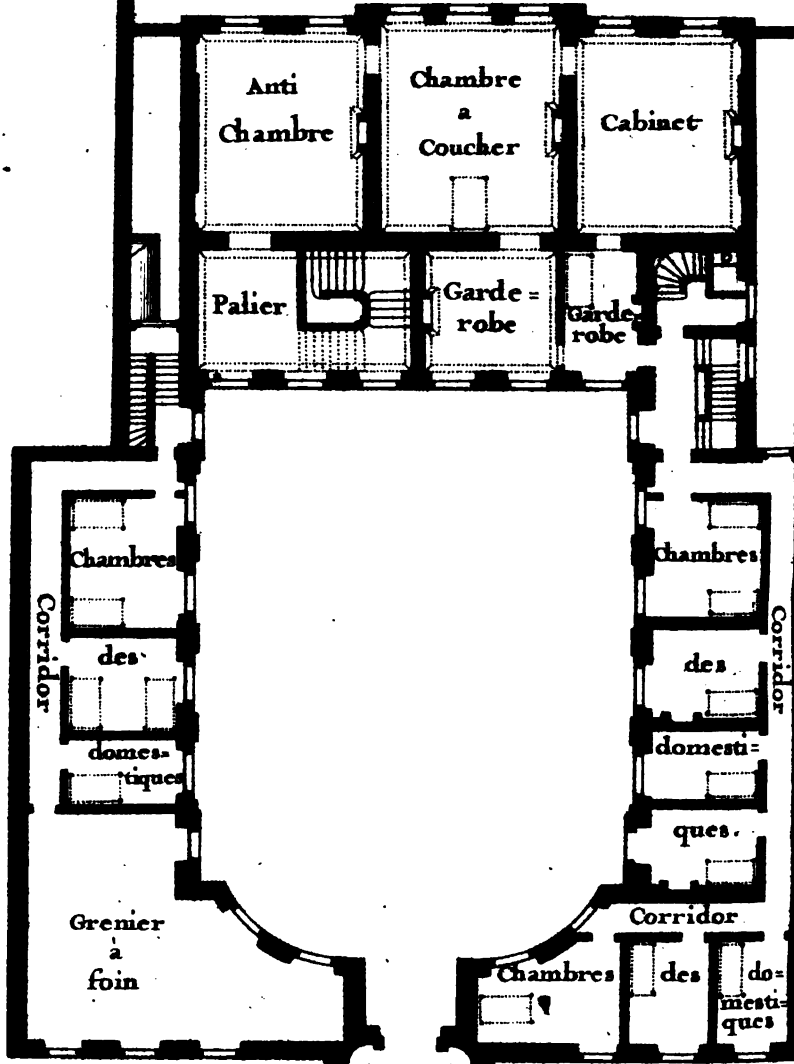 Anti
Chambre
Chambre
a
Coucher
Cabinet
Palier
Garde=
robe
Garde
robe
Chambres
des
domes=
tiques
Corridor
Chambres
des
domesti=
ques.
Corridor
Grenier
à
foin
Corridor
Chambres
des
do=
mesti=
ques